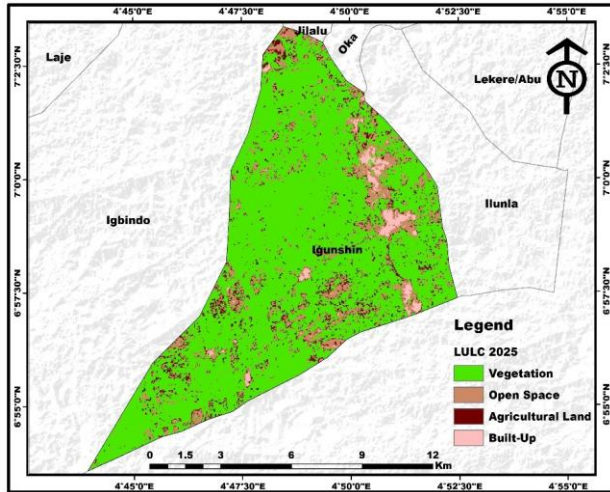 4°45'0"E 4°47'30"E 4°50'0"E 4°52'30"E 4°55'0"E
Jilalu
Oka
Laje
7°2'30"N
7°2'30"N
Lekere/Abu
N
7°0'0"N
7°0'0"N
Ilunla
Igbindo
Igunshin
6°57'30"N
6°57'30"N
Legend
LULC 2025
Vegetation
Open Space
Agricultural Land
Built-Up
6°55'0"N
6°55'0"N
0 1.5 3 6 9 12
Km
4°45'0"E 4°47'30"E 4°50'0"E 4°52'30"E 4°55'0"E